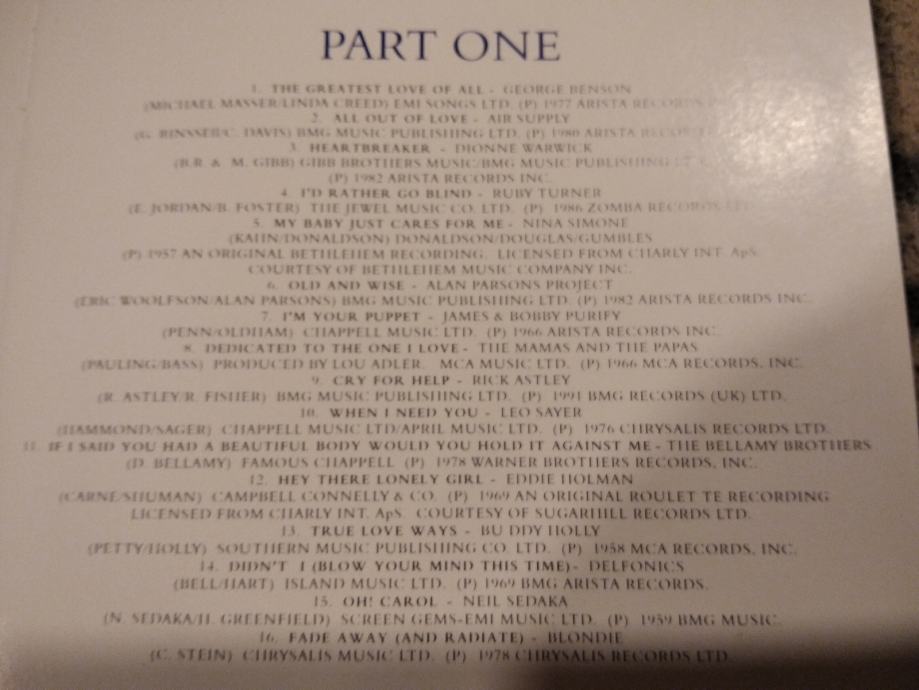 PART ONE
1. THE GREATEST LOVE OF ALL - GEORGE BENSON
(MICHAEL MASSER/LINDA CREED) EMI SONGS LTD. (P) 1977 ARISTA RECORDS
2. ALL OUT OF LOVE - AIR SUPPLY
(G. RINSSER/C. DAVIS) BMG MUSIC PUBLISHING LTD. (P) 1980 ARISTA
3. HEARTBREAKER - DIONNE WARWICK
(B.R. & M. GIBB) GIBB BROTHERS MUSIC/BMG MUSIC PUBLISHING
(P) 1982 ARISTA RECORDS INC.
4. I'D RATHER GO BLIND - RUBY TURNER
(E. JORDAN/B. FOSTER) THE JEWEL MUSIC CO. LTD. (P) 1986 ZOMBA RECORDS LTD.
5. MY BABY JUST CARES FOR ME - NINA SIMONE
(KAHN/DONALDSON) DONALDSON/DOUGLAS/GUMBLES
(P) 1957 AN ORIGINAL BETHLEHEM RECORDING. LICENSED FROM CHARLY INT. ApS.
COURTESY OF BETHLEHEM MUSIC COMPANY INC.
6. OLD AND WISE - ALAN PARSONS PROJECT
(ERIC WOOLFSON/ALAN PARSONS) BMG MUSIC PUBLISHING LTD. (P) 1982 ARISTA RECORDS INC.
7. I'M YOUR PUPPET - JAMES & BOBBY PURIFY
(PENN/OLDHAM) CHAPPELL MUSIC LTD. (P) 1966 ARISTA RECORDS INC.
8. DEDICATED TO THE ONE I LOVE - THE MAMAS AND THE PAPAS
(PAULING/BASS) PRODUCED BY LOU ADLER. MCA MUSIC LTD. (P) 1966 MCA RECORDS, INC.
9. CRY FOR HELP - RICK ASTLEY
(R. ASTLEY/R. FISHER) BMG MUSIC PUBLISHING LTD. (P) 1991 BMG RECORDS (UK) LTD.
10. WHEN I NEED YOU - LEO SAYER
(HAMMOND/SAGER) CHAPPELL MUSIC LTD/APRIL MUSIC LTD. (P) 1976 CHRYSALIS RECORDS LTD.
11. IF I SAID YOU HAD A BEAUTIFUL BODY WOULD YOU HOLD IT AGAINST ME - THE BELLAMY BROTHERS
(D. BELLAMY) FAMOUS CHAPPELL (P) 1978 WARNER BROTHERS RECORDS, INC.
12. HEY THERE LONELY GIRL - EDDIE HOLMAN
(CARNE/SHUMAN) CAMPBELL CONNELLY & CO. (P) 1969 AN ORIGINAL ROULET TE RECORDING
LICENSED FROM CHARLY INT. ApS. COURTESY OF SUGARHILL RECORDS LTD.
13. TRUE LOVE WAYS - BU DDY HOLLY
(PETTY/HOLLY) SOUTHERN MUSIC PUBLISHING CO. LTD. (P) 1958 MCA RECORDS, INC.
14. DIDN'T I (BLOW YOUR MIND THIS TIME) - DELFONICS
(BELL/HART) ISLAND MUSIC LTD. (P) 1969 BMG ARISTA RECORDS.
15. OH! CAROL - NEIL SEDAKA
(N. SEDAKA/H. GREENFIELD) SCREEN GEMS-EMI MUSIC LTD. (P) 1959 BMG MUSIC.
16. FADE AWAY (AND RADIATE) - BLONDIE
(C. STEIN) CHRYSALIS MUSIC LTD. (P) 1978 CHRYSALIS RECORDS LTD.